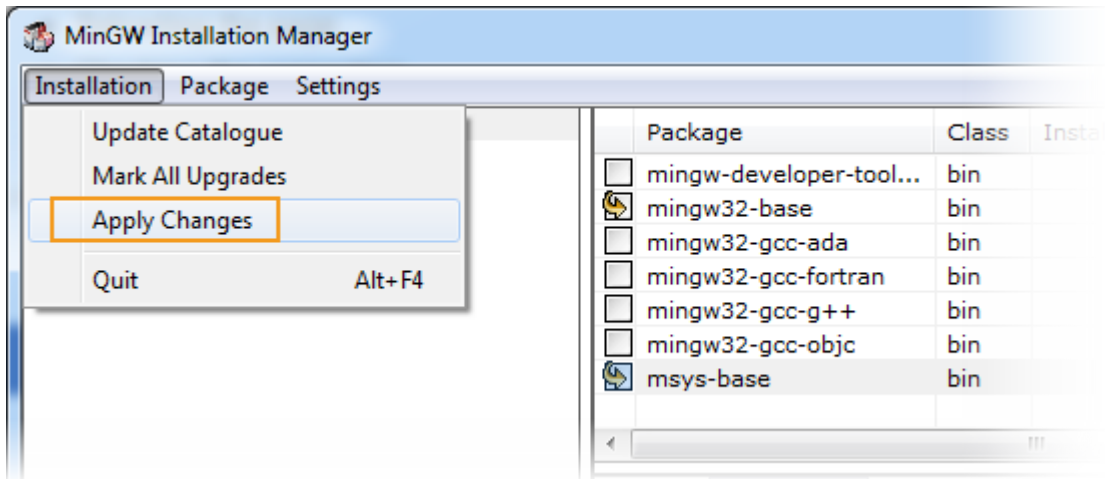 MinGW Installation Manager
Installation Package Settings
Update Catalogue
Mark All Upgrades
Apply Changes
Quit Alt+F4
Package Class Insta
mingw-developer-tool... bin
mingw32-base bin
mingw32-gcc-ada bin
mingw32-gcc-fortran bin
mingw32-gcc-g++ bin
mingw32-gcc-objc bin
msys-base bin